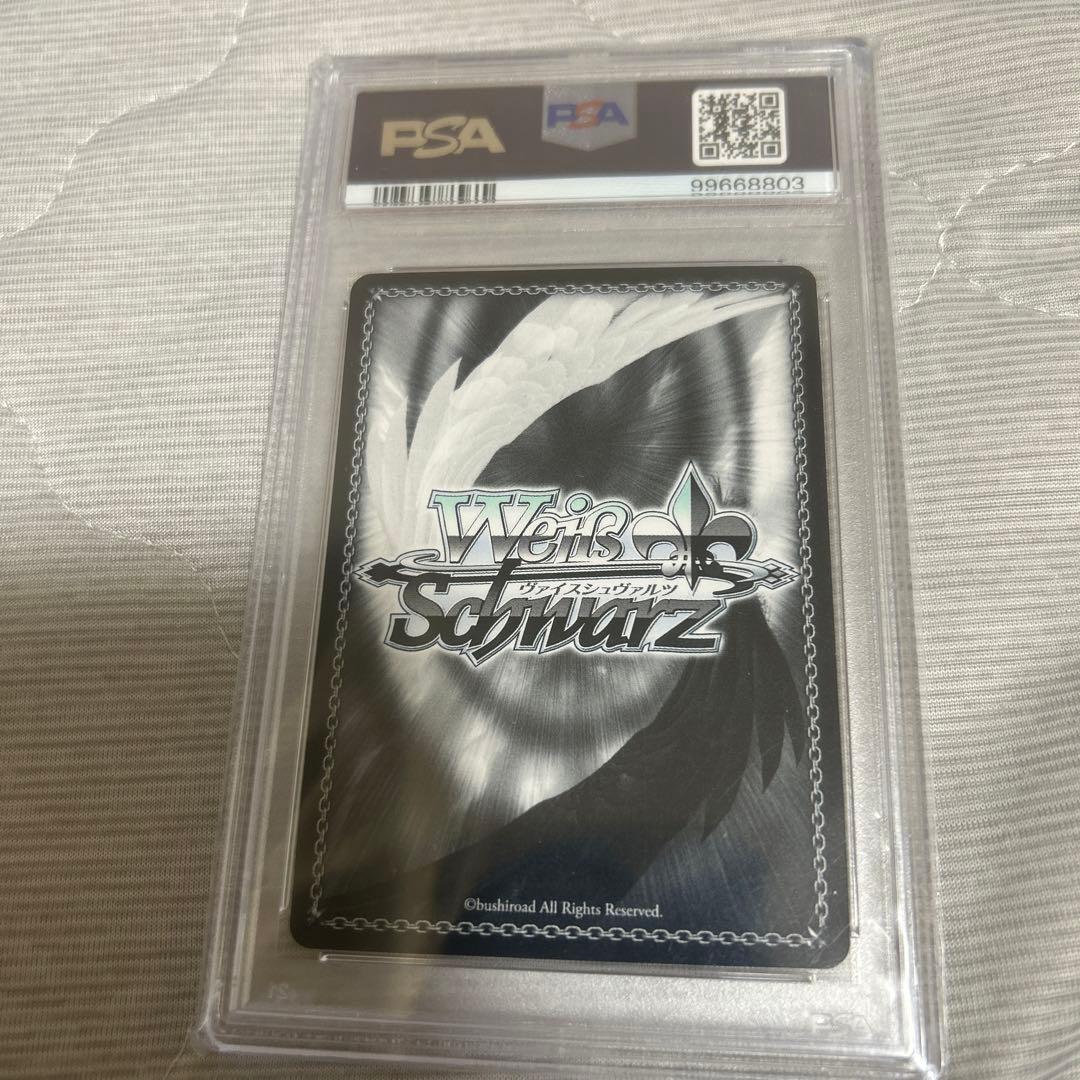 PSA
PSA
99668803
Weiß
ヴァイスシュヴァルツ
Schwarz
©bushiroad All Rights Reserved.